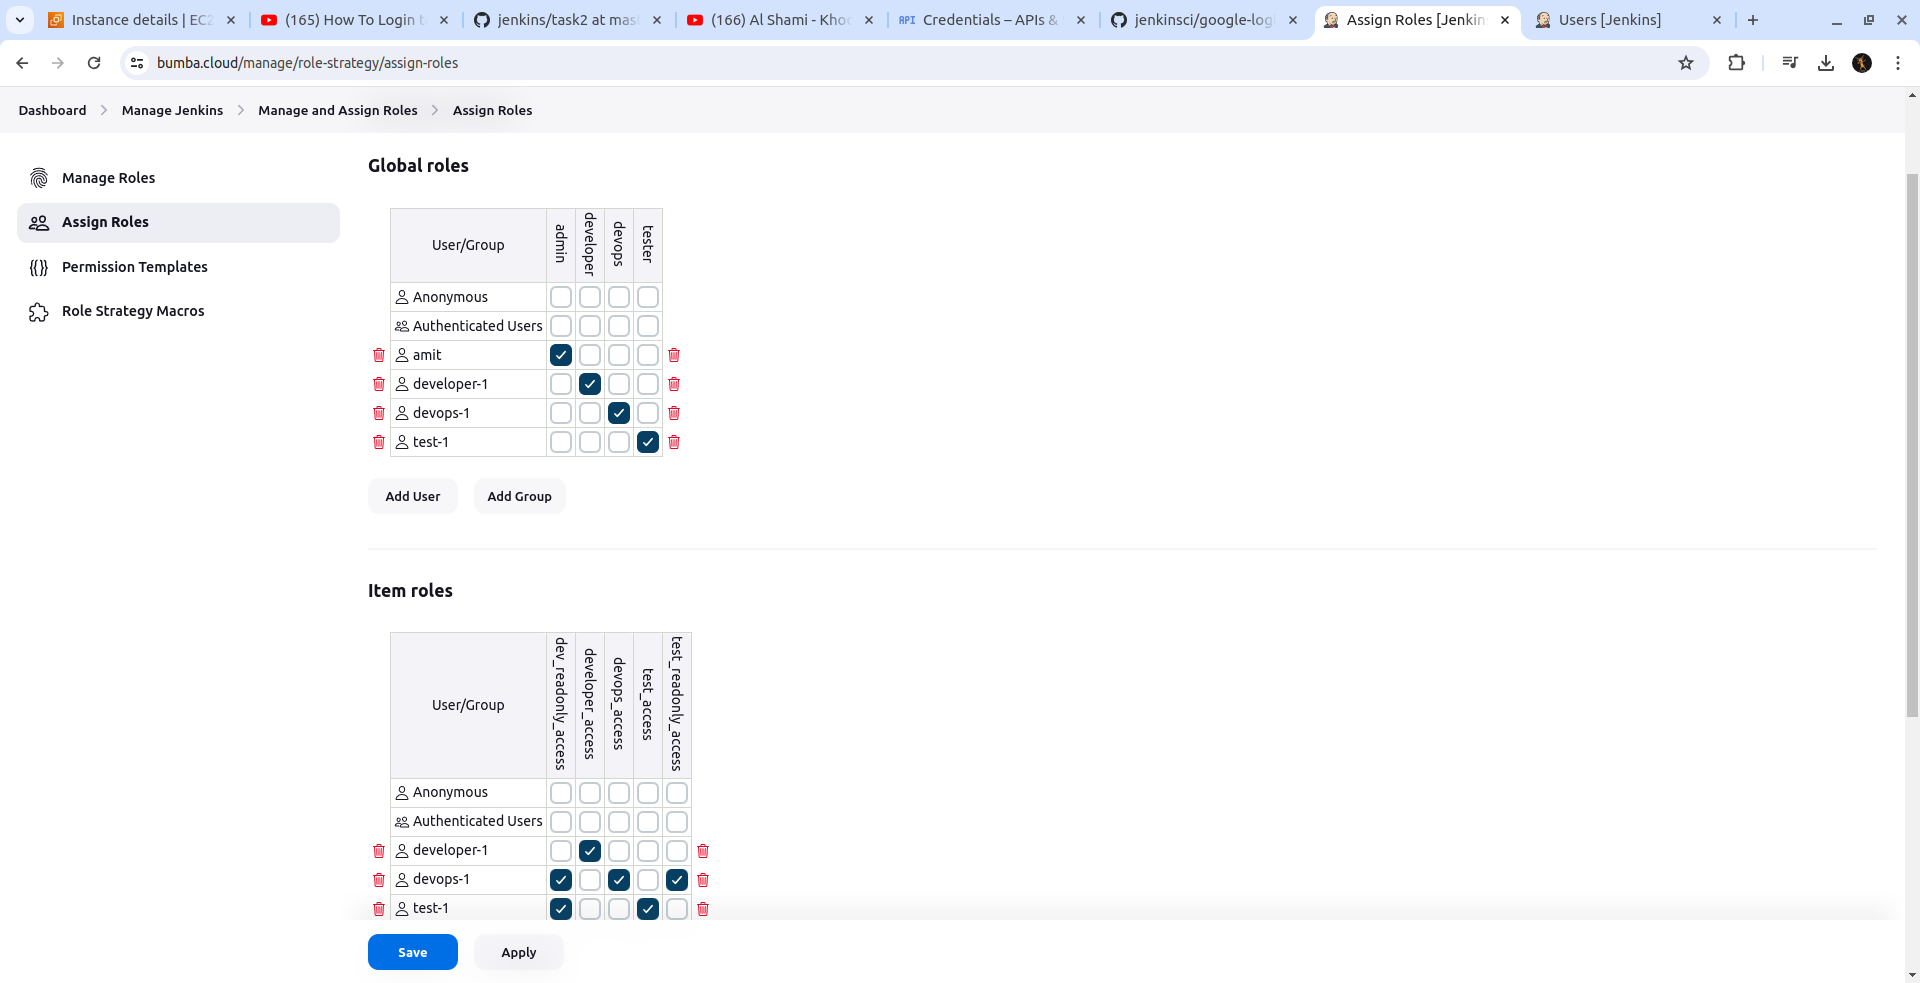 Instance details | EC2
(165) How To Login t
jenkins/task2 at mas
(166) Al Shami - Kho
API Credentials – APIs &
jenkinsci/google-log
Assign Roles [Jenkin
Users [Jenkins]
bumba.cloud/manage/role-strategy/assign-roles
Dashboard Manage Jenkins Manage and Assign Roles Assign Roles
Manage Roles
Assign Roles
Permission Templates
Role Strategy Macros
Global roles
User/Group admin developer devops tester
Anonymous
Authenticated Users
amit
developer-1
devops-1
test-1
Add User Add Group
Item roles
User/Group dev_readonly_access developer_access devops_access test_access test_readonly_access
Anonymous
Authenticated Users
developer-1
devops-1
test-1
Save Apply